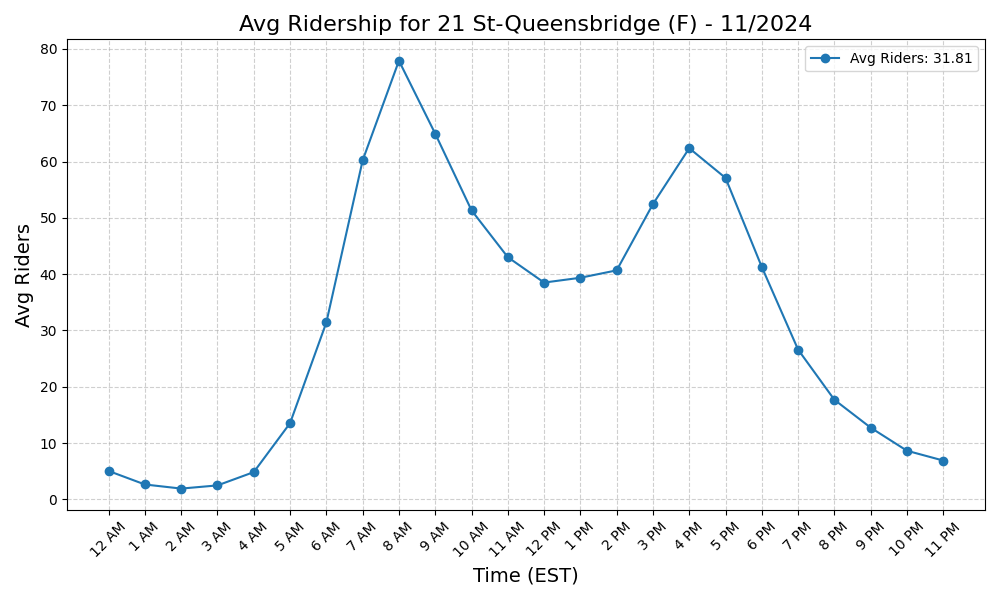 Avg Ridership for 21 St-Queensbridge (F) - 11/2024
Avg Riders: 31.81
Avg Riders
80
70
60
50
40
30
20
10
0
12 AM
1 AM
2 AM
3 AM
4 AM
5 AM
6 AM
7 AM
8 AM
9 AM
10 AM
11 AM
12 PM
1 PM
2 PM
3 PM
4 PM
5 PM
6 PM
7 PM
8 PM
9 PM
10 PM
11 PM
Time (EST)